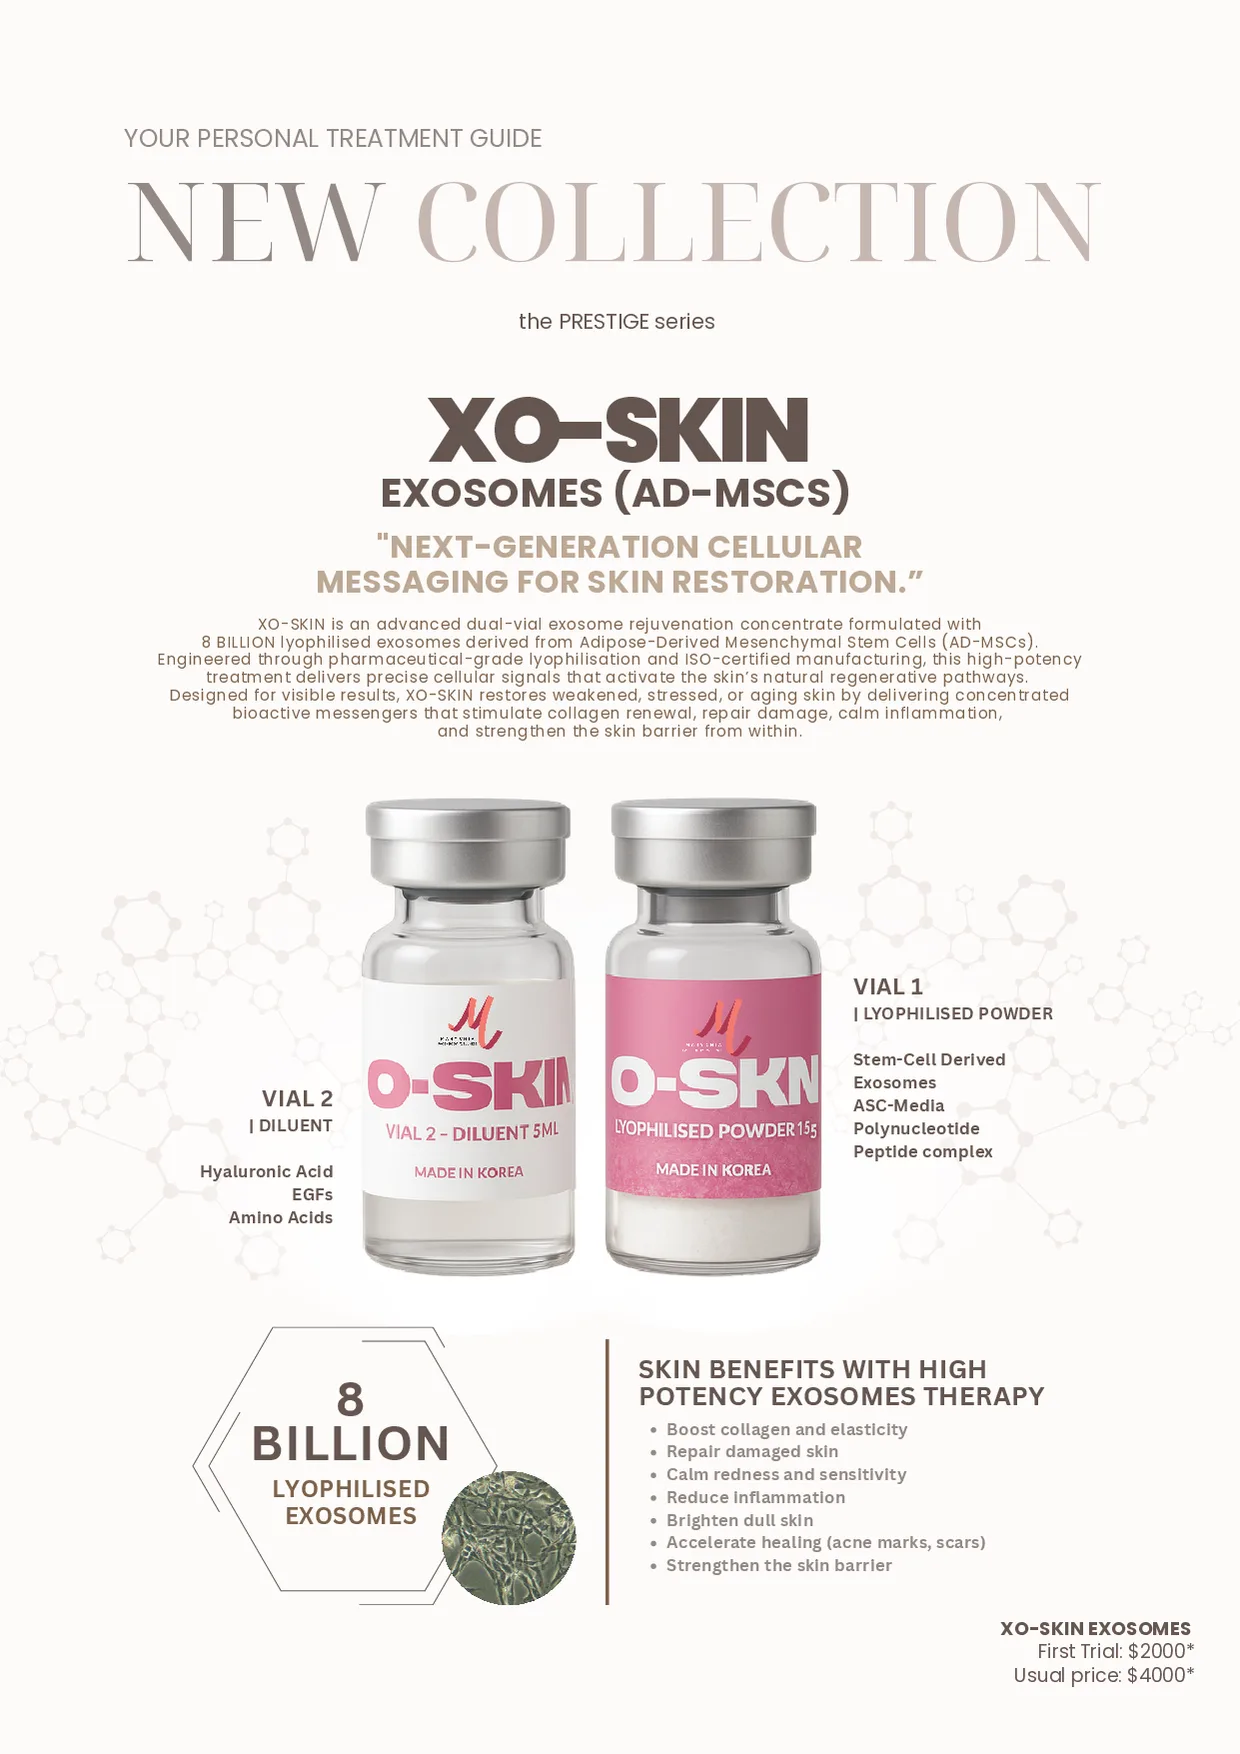 YOUR PERSONAL TREATMENT GUIDE
NEW COLLECTION
the PRESTIGE series
XO-SKIN
EXOSOMES (AD-MSCS)
"NEXT-GENERATION CELLULAR
MESSAGING FOR SKIN RESTORATION.”
XO-SKIN is an advanced dual-vial exosome rejuvenation concentrate formulated with
8 BILLION lyophilised exosomes derived from Adipose-Derived Mesenchymal Stem Cells (AD-MSCs).
Engineered through pharmaceutical-grade lyophilisation and ISO-certified manufacturing, this high-potency
treatment delivers precise cellular signals that activate the skin’s natural regenerative pathways.
Designed for visible results, XO-SKIN restores weakened, stressed, or aging skin by delivering concentrated
bioactive messengers that stimulate collagen renewal, repair damage, calm inflammation,
and strengthen the skin barrier from within.
M
O-SKIN
VIAL 2 - DILUENT 5ML
MADE IN KOREA
M
O-SKN
LYOPHILISED POWDER 155
MADE IN KOREA
VIAL 1
| LYOPHILISED POWDER
Stem-Cell Derived
Exosomes
ASC-Media
Polynucleotide
Peptide complex
VIAL 2
| DILUENT
Hyaluronic Acid
EGFs
Amino Acids
8
BILLION
LYOPHILISED
EXOSOMES
SKIN BENEFITS WITH HIGH
POTENCY EXOSOMES THERAPY
• Boost collagen and elasticity
• Repair damaged skin
• Calm redness and sensitivity
• Reduce inflammation
• Brighten dull skin
• Accelerate healing (acne marks, scars)
• Strengthen the skin barrier
XO-SKIN EXOSOMES
First Trial: $2000*
Usual price: $4000*